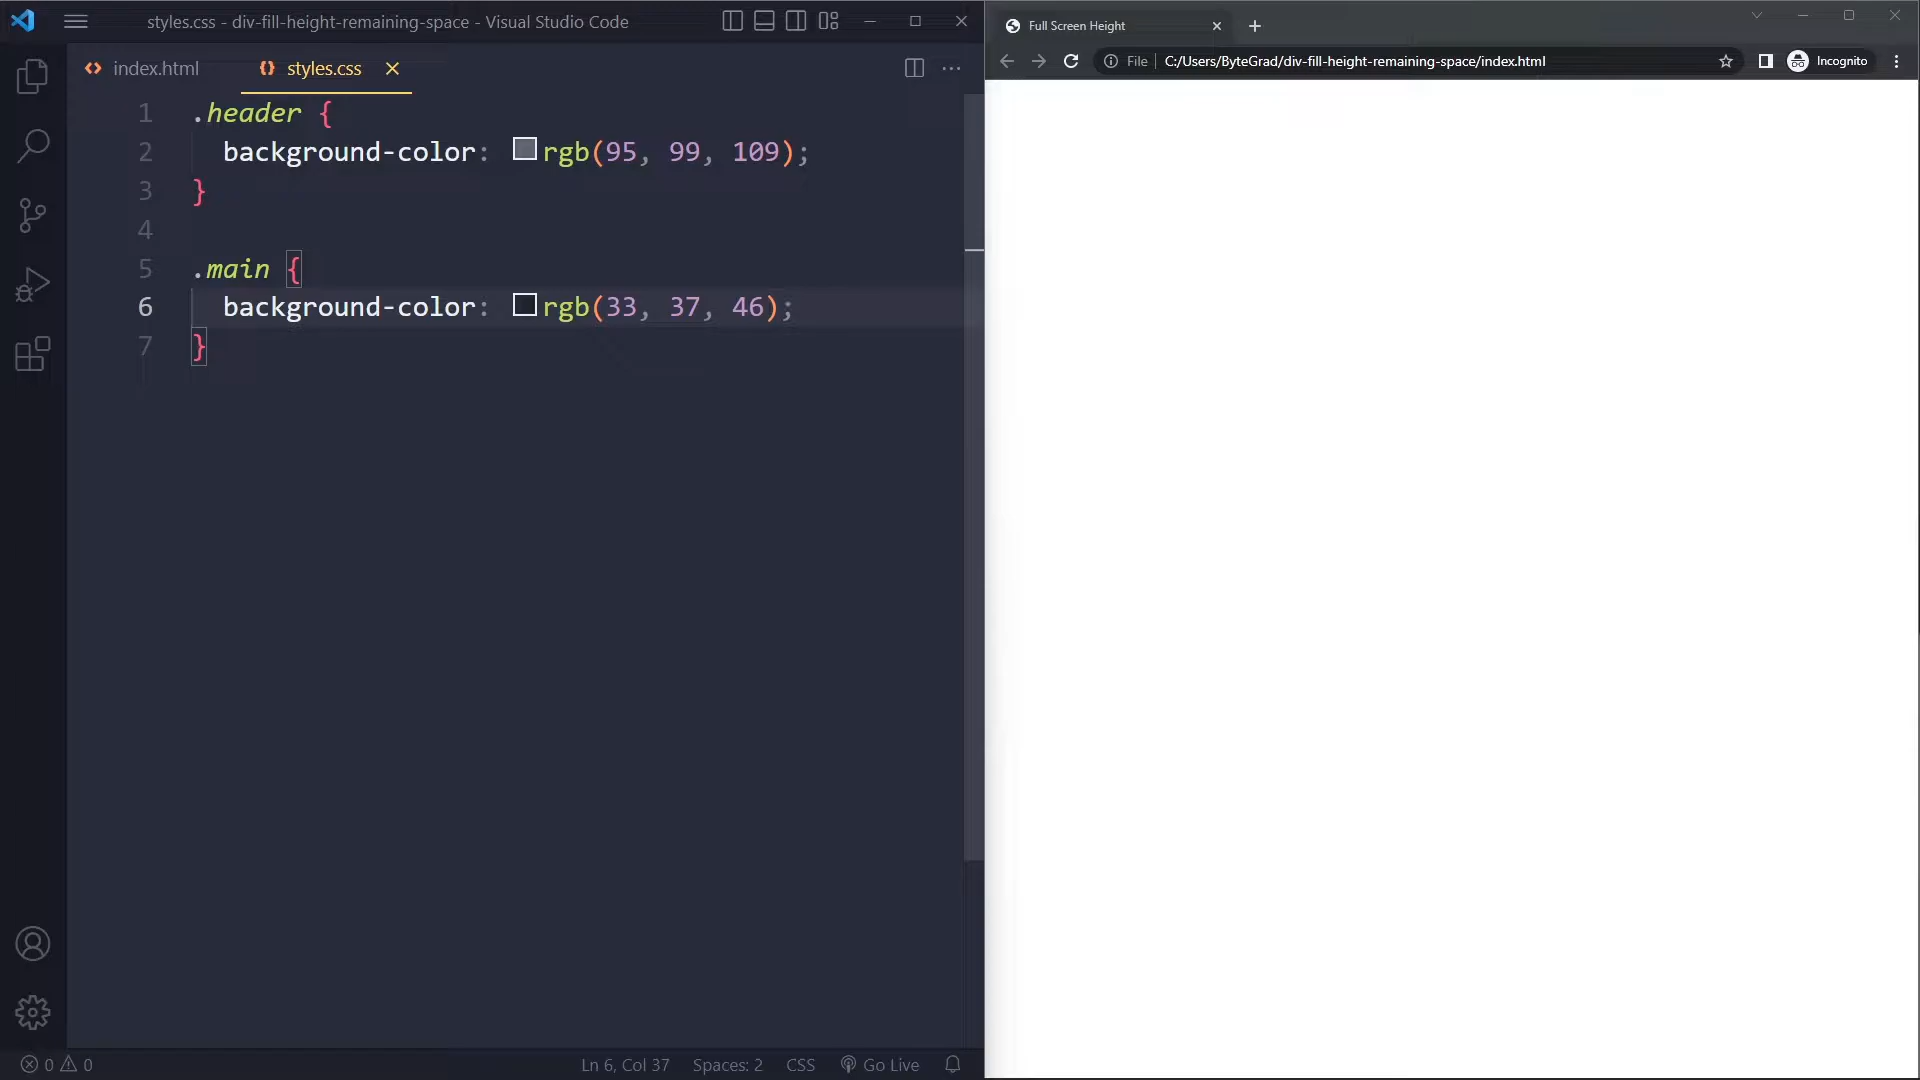 styles.css - div-fill-height-remaining-space - Visual Studio Code
index.html
styles.css
1 .header {
2 background-color: rgb(95, 99, 109);
3 }
4
5 .main {
6 background-color: rgb(33, 37, 46);
7 }
0 0
Ln 6, Col 37
Spaces: 2
CSS
Go Live
Full Screen Height
File
C:/Users/ByteGrad/div-fill-height-remaining-space/index.html
Incognito